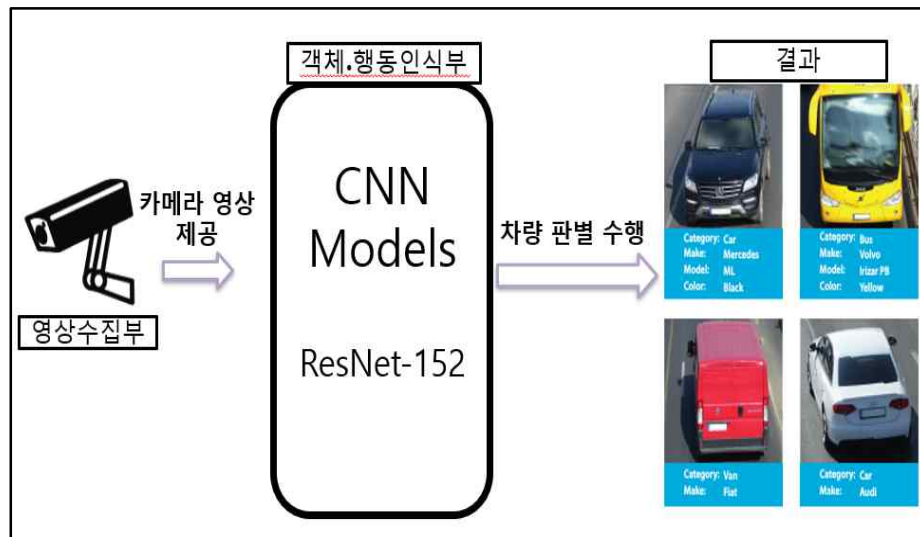 객체.행동인식부
결과
카메라 영상
제공
영상수집부
CNN
Models
ResNet-152
차량 판별 수행
Category: Car
Make: Mercedes
Model: ML
Color: Black
Category: Bus
Make: Volvo
Model: Irizar PB
Color: Yellow
Category: Van
Make: Fiat
Category: Car
Make: Audi